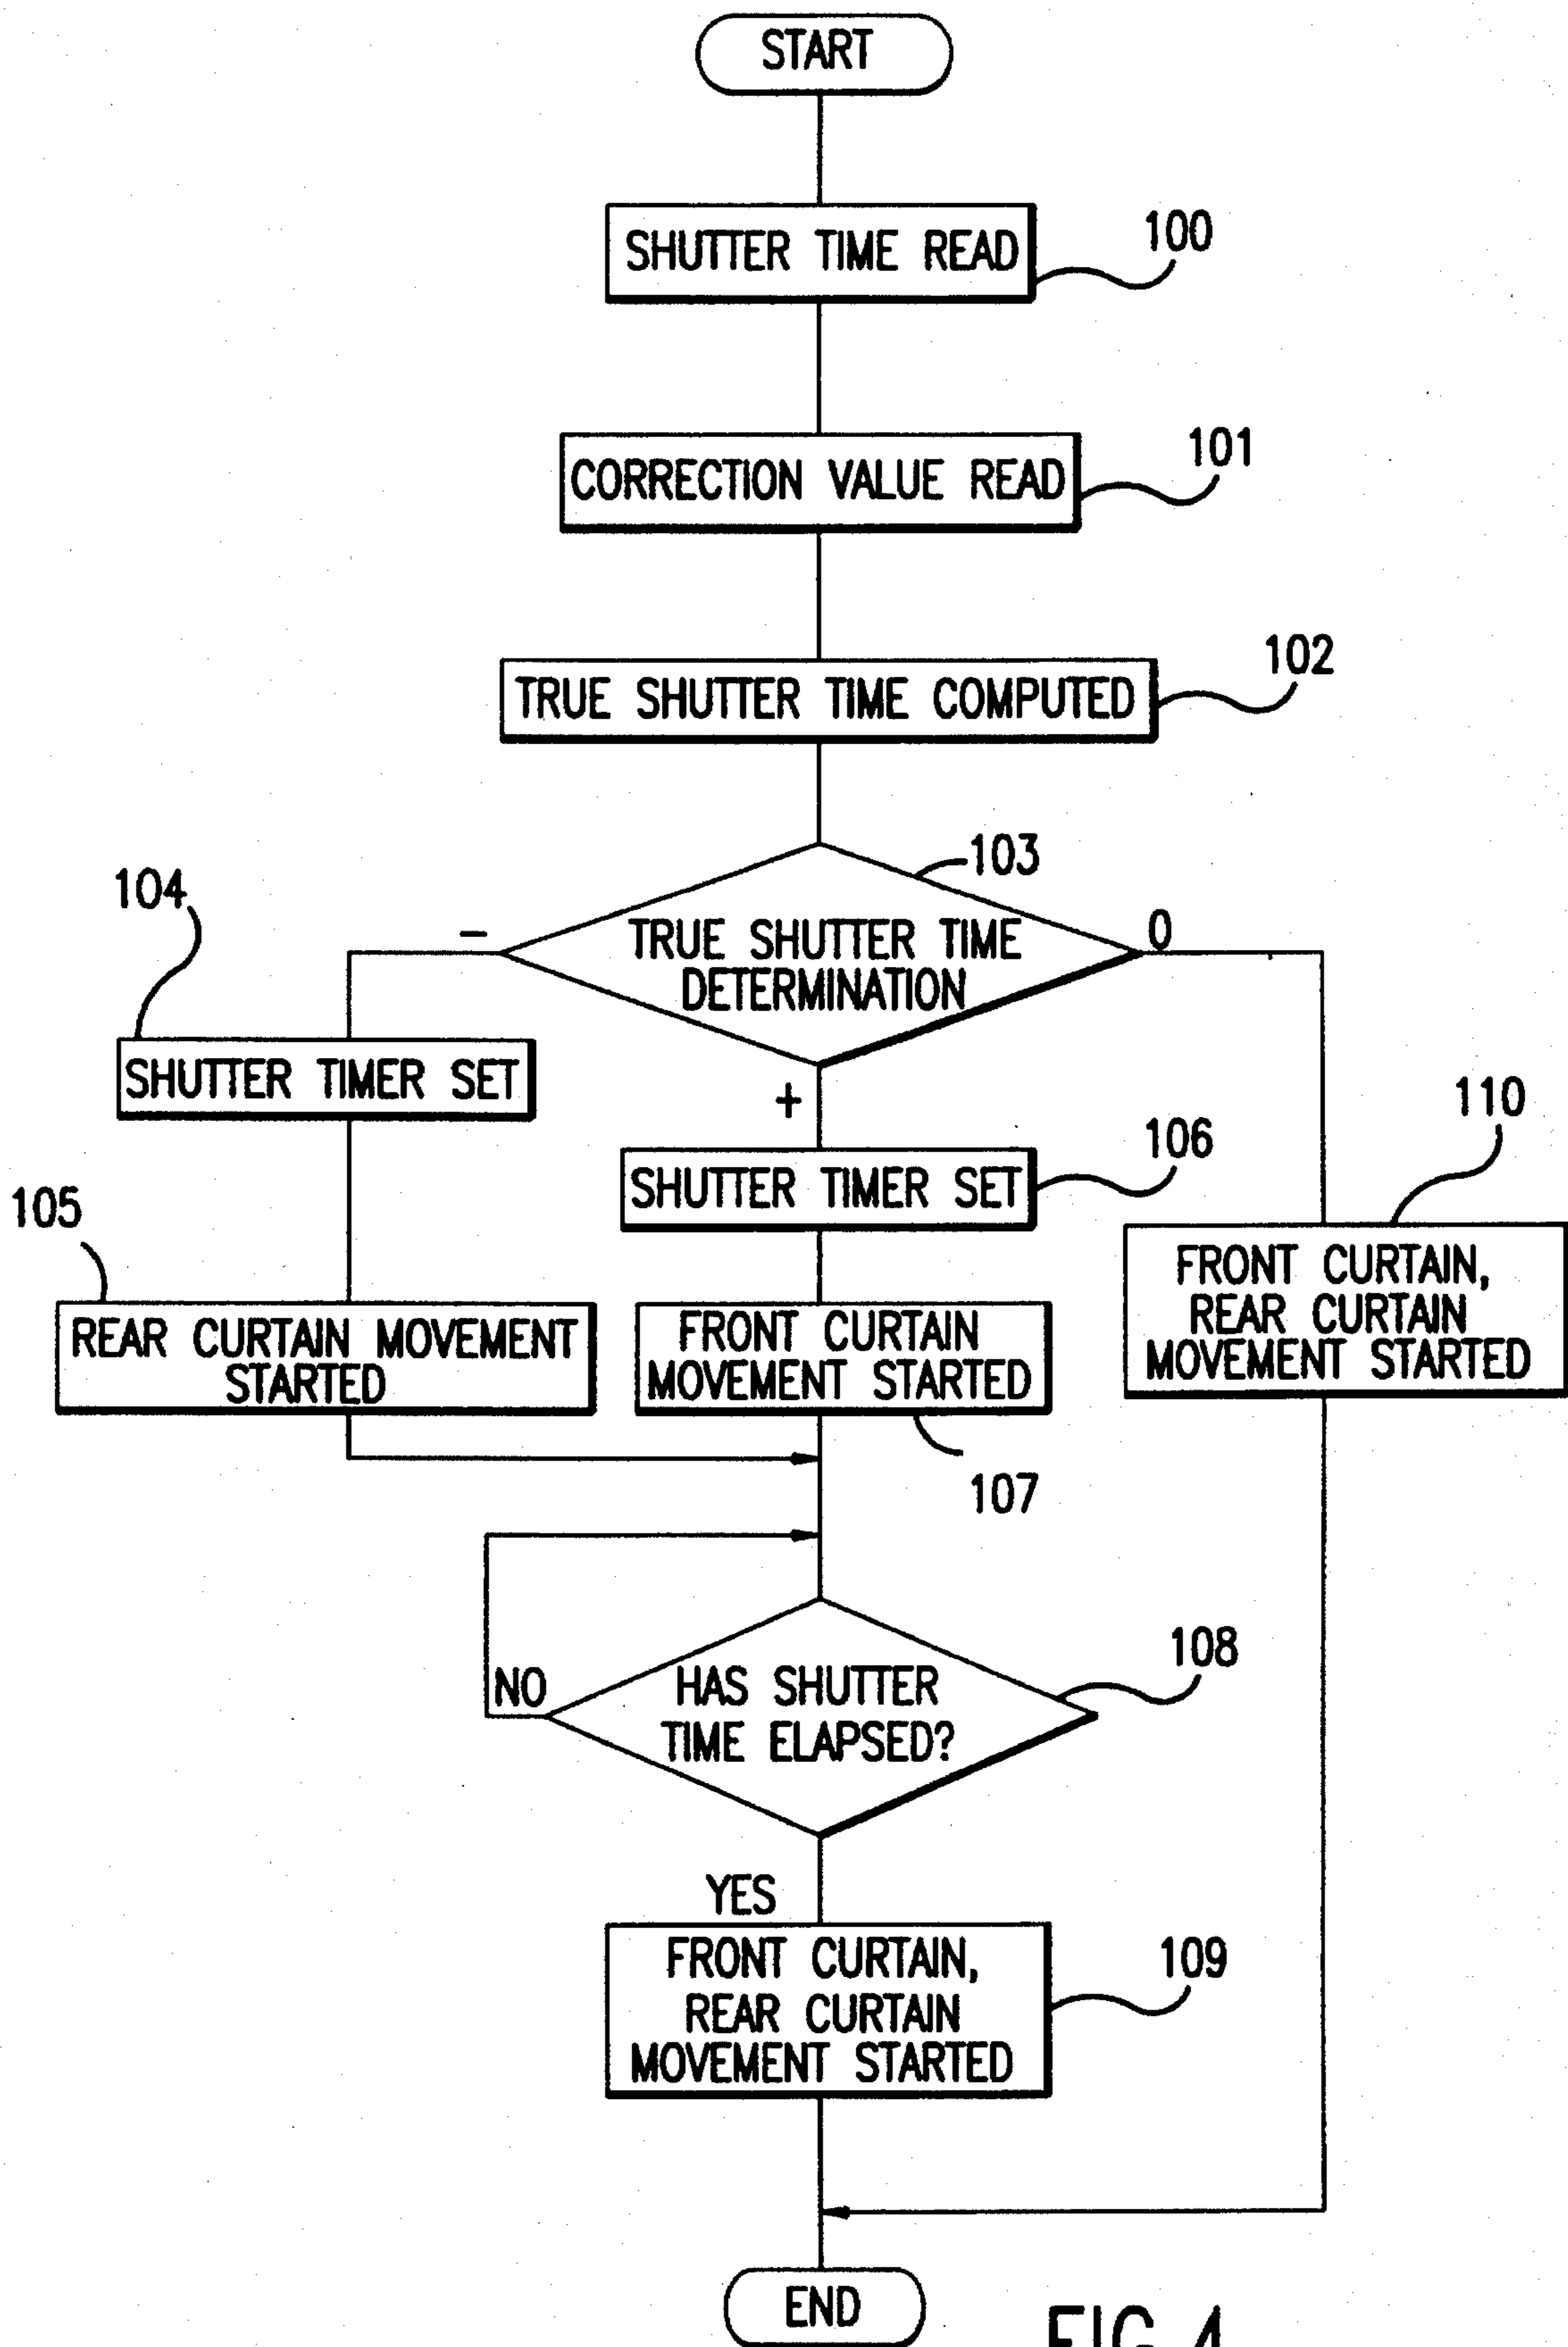 START
SHUTTER TIME READ
100
CORRECTION VALUE READ
101
TRUE SHUTTER TIME COMPUTED
102
103
TRUE SHUTTER TIME
DETERMINATION
-
0
+
104
SHUTTER TIMER SET
106
SHUTTER TIMER SET
110
105
REAR CURTAIN MOVEMENT
STARTED
FRONT CURTAIN
MOVEMENT STARTED
107
FRONT CURTAIN,
REAR CURTAIN
MOVEMENT STARTED
108
HAS SHUTTER
TIME ELAPSED?
NO
YES
109
FRONT CURTAIN,
REAR CURTAIN
MOVEMENT STARTED
END
FIG. 4